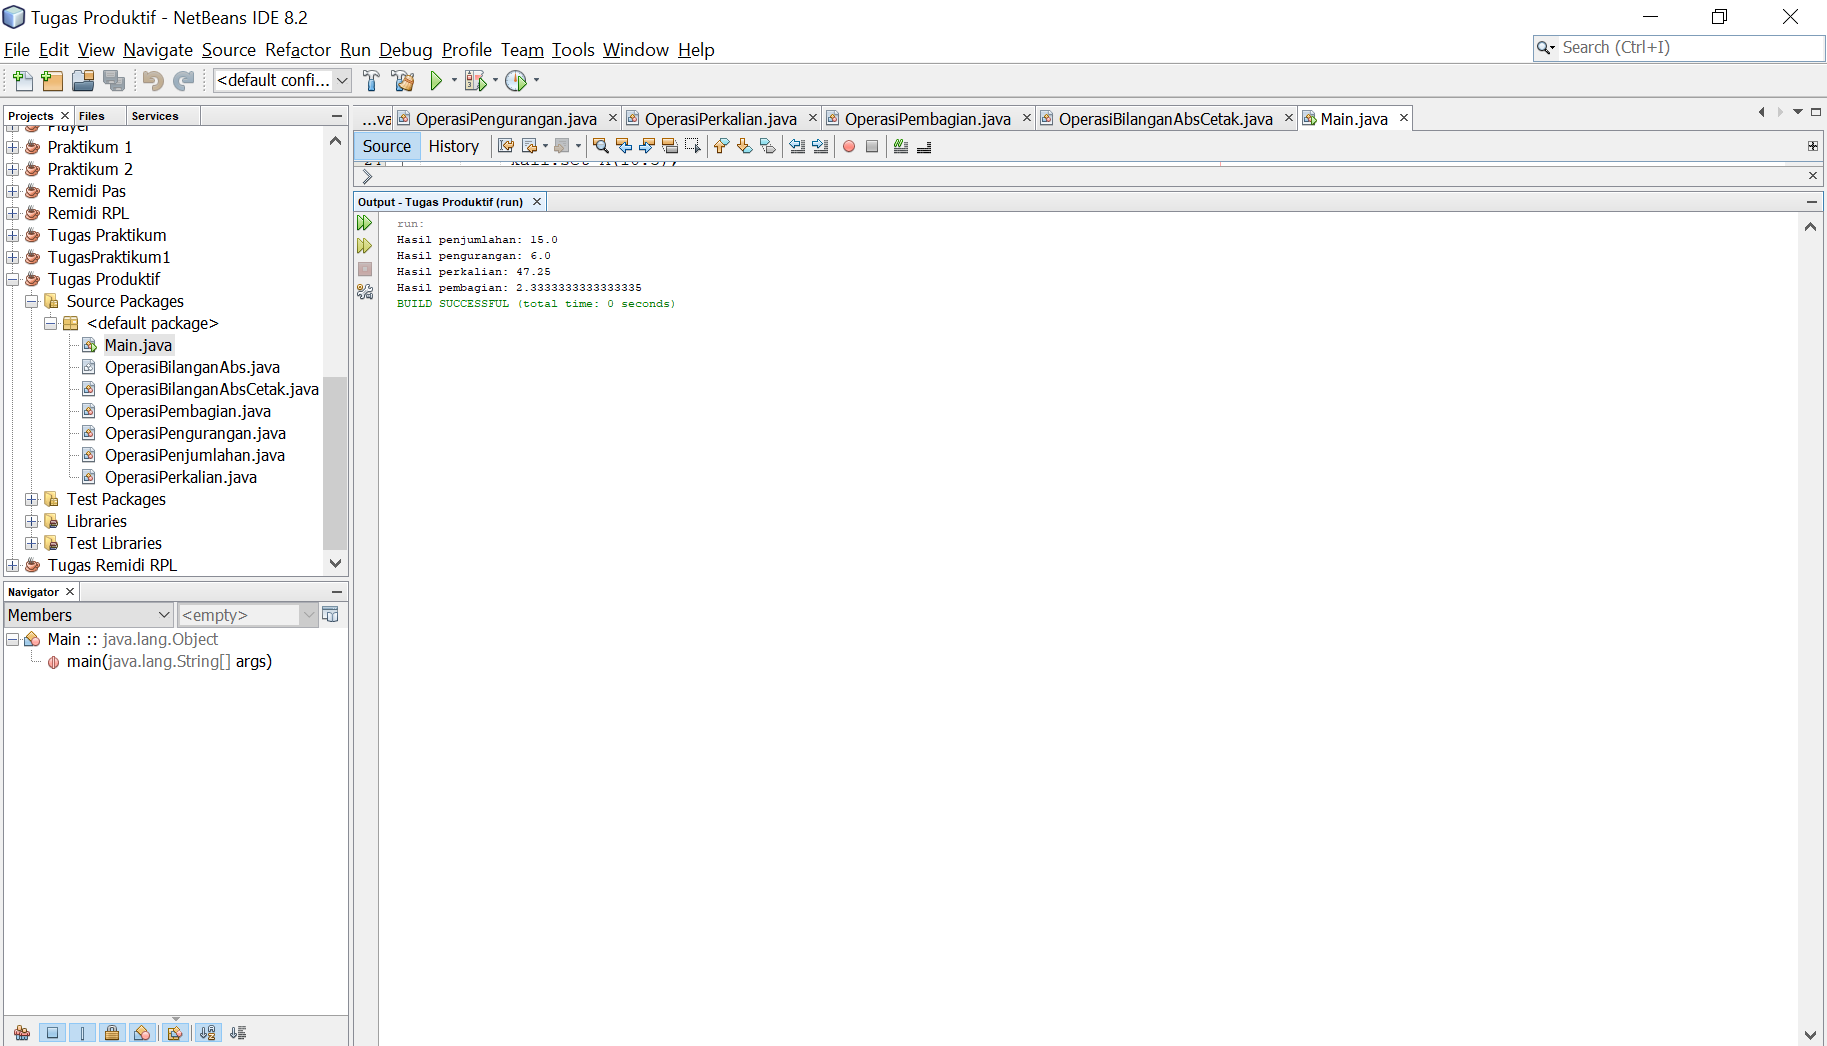 Tugas Produktif - NetBeans IDE 8.2
File Edit View Navigate Source Refactor Run Debug Profile Team Tools Window Help
Search (Ctrl+I)
<default confi...
Projects Files Services
Player
Praktikum 1
Praktikum 2
Remidi Pas
Remidi RPL
Tugas Praktikum
TugasPraktikum1
Tugas Produktif
Source Packages
<default package>
Main.java
OperasiBilanganAbs.java
OperasiBilanganAbsCetak.java
OperasiPembagian.java
OperasiPengurangan.java
OperasiPenjumlahan.java
OperasiPerkalian.java
Test Packages
Libraries
Test Libraries
Tugas Remidi RPL
Navigator
Members <empty>
Main :: java.lang.Object
main(java.lang.String[] args)
...va OperasiPengurangan.java OperasiPerkalian.java OperasiPembagian.java OperasiBilanganAbsCetak.java Main.java
Source History
Output - Tugas Produktif (run)
run:
Hasil penjumlahan: 15.0
Hasil pengurangan: 6.0
Hasil perkalian: 47.25
Hasil pembagian: 2.3333333333333335
BUILD SUCCESSFUL (total time: 0 seconds)